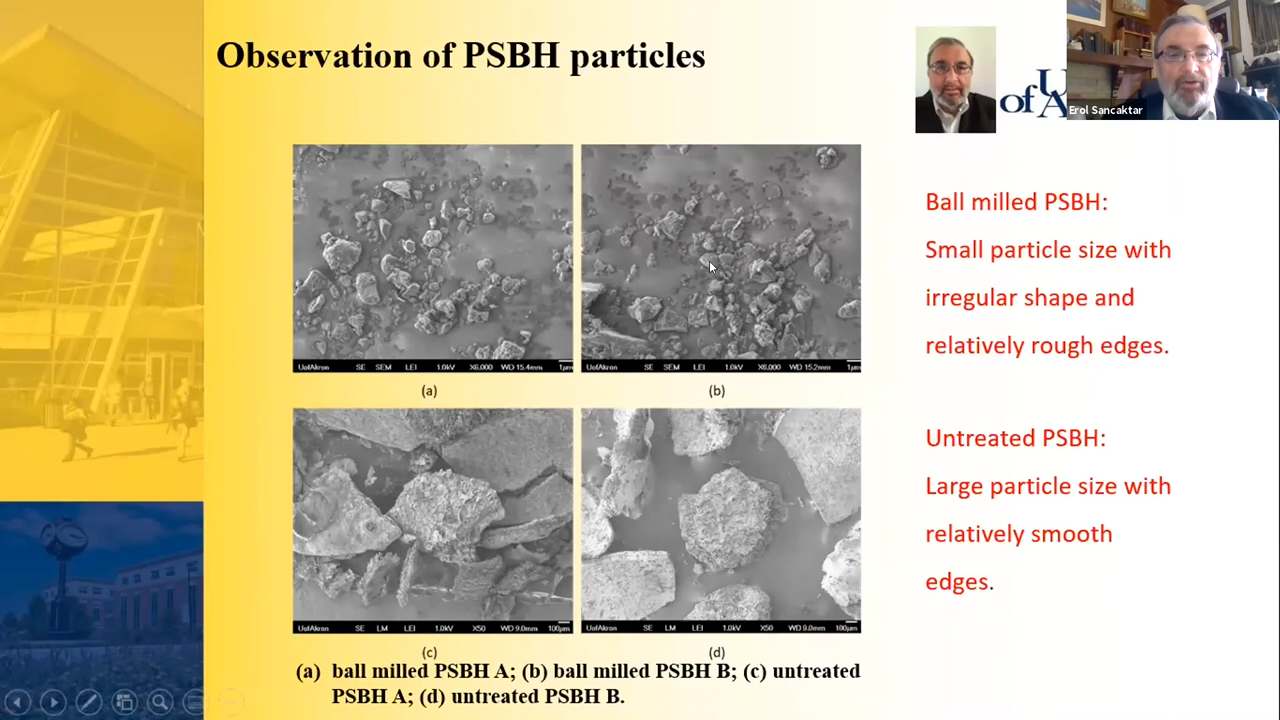 Observation of PSBH particles
U
of A
Erol Sancaktar
Ball milled PSBH:
Small particle size with
irregular shape and
relatively rough edges.
Untreated PSBH:
Large particle size with
relatively smooth
edges.
UofAkron SE SEM LEI 1.0kV X6,000 WD 15.4mm 1µm
UofAkron SE SEM LEI 1.0kV X6,000 WD 15.2mm 1µm
(a)
(b)
UofAkron SE LM LEI 1.0kV X50 WD 9.0mm 100µm
UofAkron SE LM LEI 1.0kV X50 WD 9.0mm 100µm
(c)
(d)
(a) ball milled PSBH A; (b) ball milled PSBH B; (c) untreated
PSBH A; (d) untreated PSBH B.